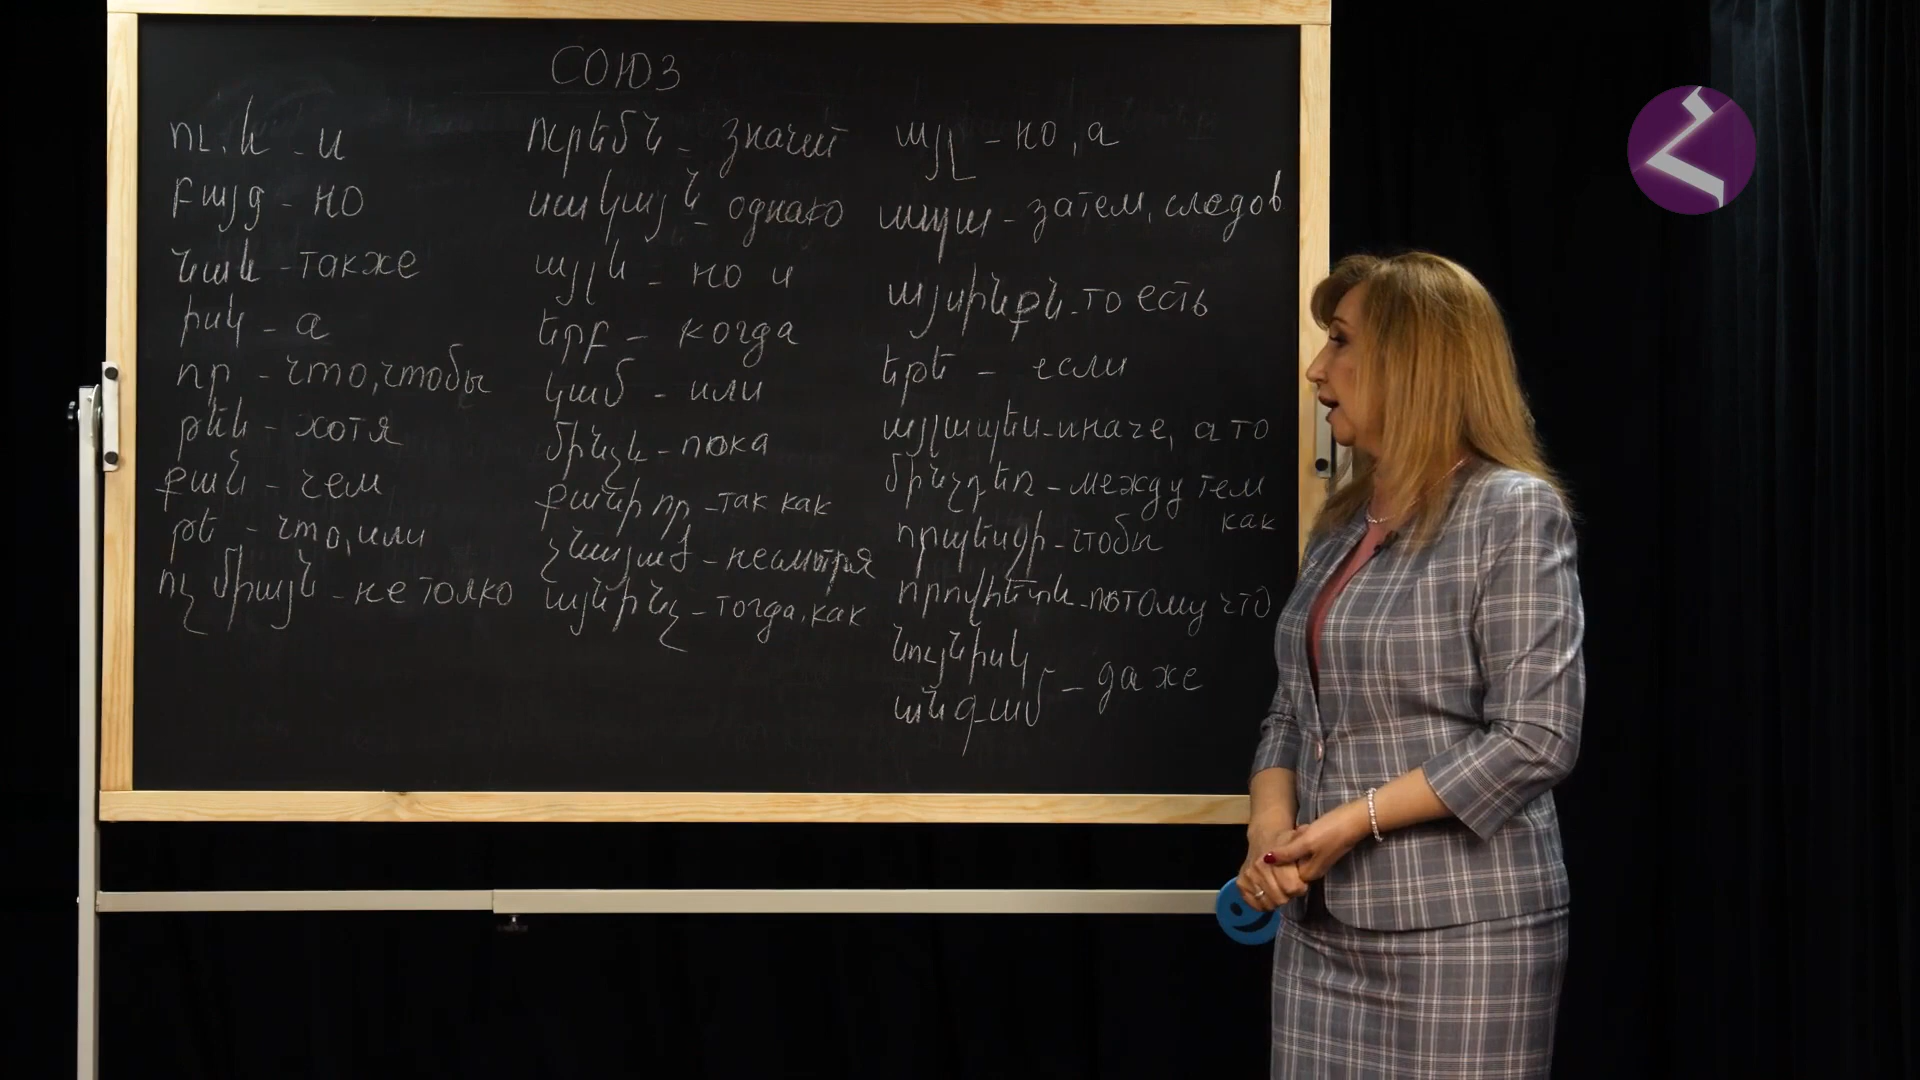 СОЮЗ
ու, և - и
բայց - но
նաև - также
իսկ - а
որ - что, чтобы
թեև - хотя
քան - чем
թե - что, или
ոչ միայն - не толко
ուրեմն - значит
սակայն - однако
այլև - но и
երբ - когда
կամ - или
մինչև - пока
քանի որ - так как
չնայած - несмотря
այնինչ - тогда, как
այլ - но, а
ապա - затем, следов
այսինքն - то есть
եթե - если
այլապես - иначе, а то
մինչդեռ - между тем
как
որպեսզի - чтобы
որովհետև - потому что
նույնիսկ
անգամ - даже